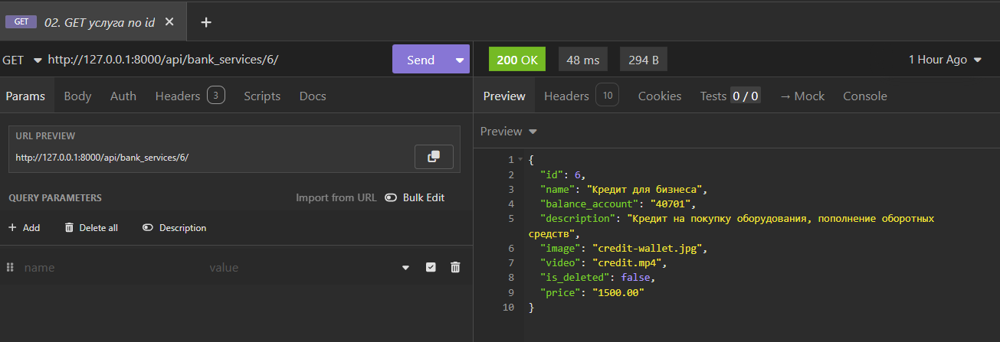 GET 02. GET услуга по id
GET http://127.0.0.1:8000/api/bank_services/6/ Send
Params Body Auth Headers 3 Scripts Docs
URL PREVIEW
http://127.0.0.1:8000/api/bank_services/6/
QUERY PARAMETERS Import from URL Bulk Edit
+ Add Delete all Description
name value
200 OK 48 ms 294 B 1 Hour Ago
Preview Headers 10 Cookies Tests 0 / 0 → Mock Console
Preview
1 {
2 "id": 6,
3 "name": "Кредит для бизнеса",
4 "balance_account": "40701",
5 "description": "Кредит на покупку оборудования, пополнение оборотных
средств",
6 "image": "credit-wallet.jpg",
7 "video": "credit.mp4",
8 "is_deleted": false,
9 "price": "1500.00"
10 }